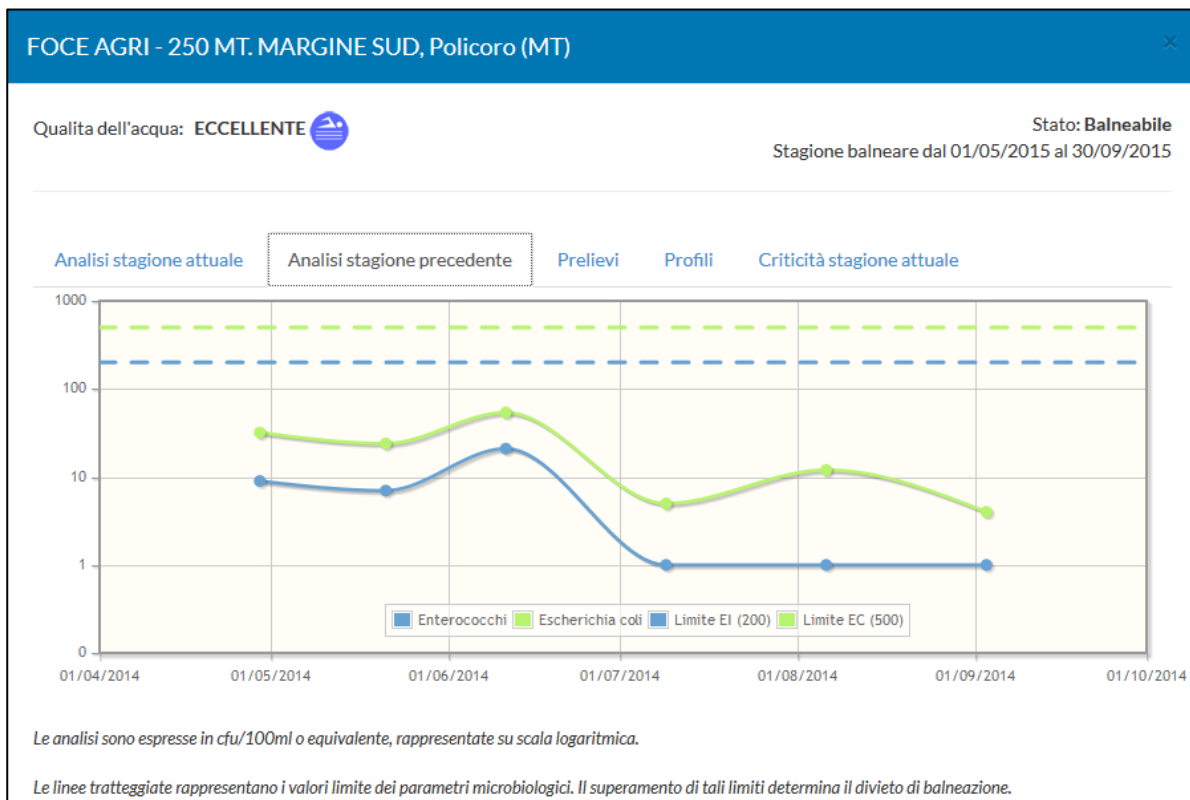 FOCE AGRI - 250 MT. MARGINE SUD, Policoro (MT)
×
Qualita dell'acqua: ECCELLENTE
Stato: Balneabile
Stagione balneare dal 01/05/2015 al 30/09/2015
Analisi stagione attuale Analisi stagione precedente Prelievi Profili Criticità stagione attuale
1000
100
10
1
0
Enterococchi Escherichia coli Limite EI (200) Limite EC (500)
01/04/2014 01/05/2014 01/06/2014 01/07/2014 01/08/2014 01/09/2014 01/10/2014
Le analisi sono espresse in cfu/100ml o equivalente, rappresentate su scala logaritmica.
Le linee tratteggiate rappresentano i valori limite dei parametri microbiologici. Il superamento di tali limiti determina il divieto di balneazione.